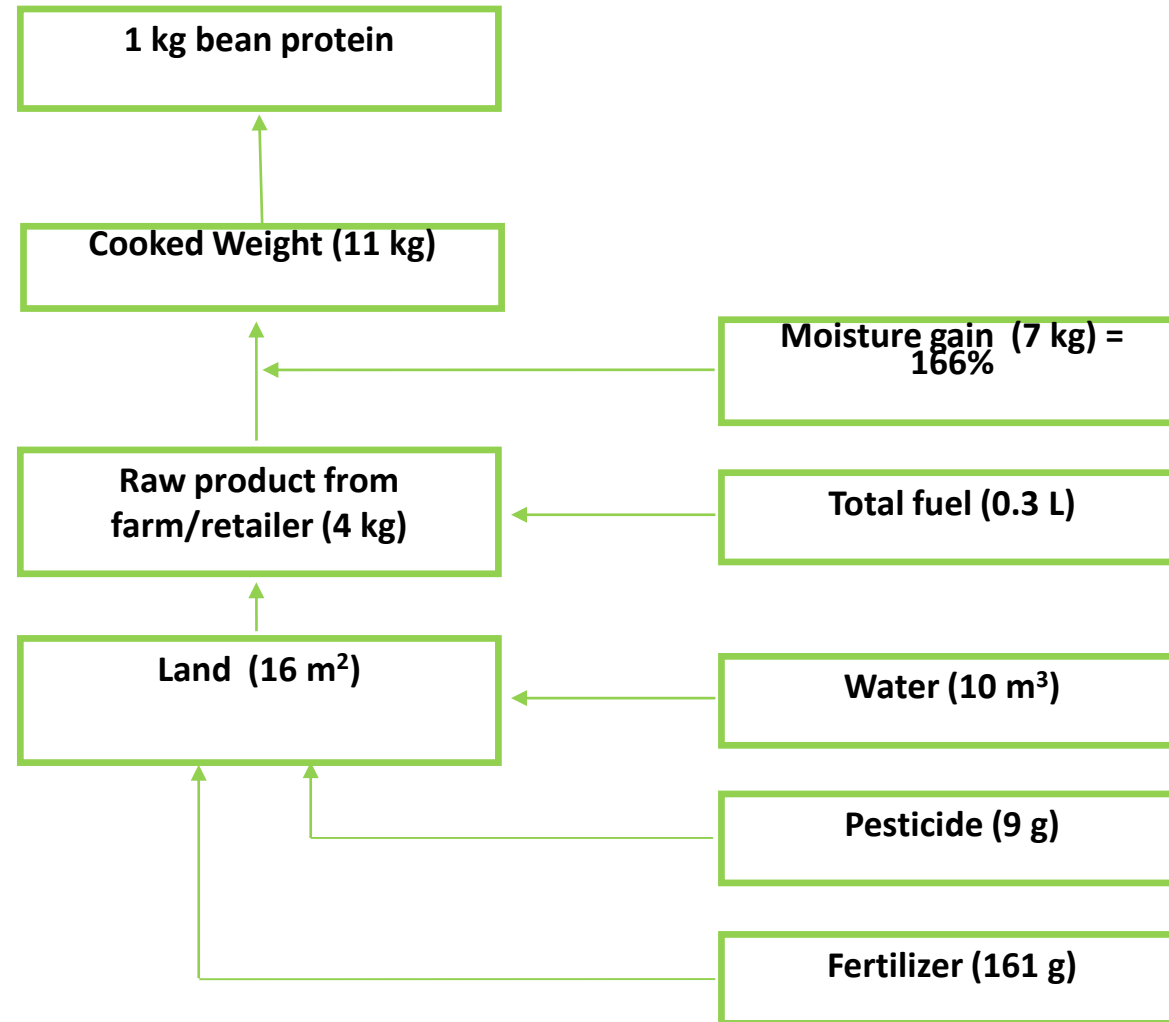 1 kg bean protein
Cooked Weight (11 kg)
Moisture gain (7 kg) =
166%
Raw product from
farm/retailer (4 kg)
Total fuel (0.3 L)
Land (16 m²)
Water (10 m³)
Pesticide (9 g)
Fertilizer (161 g)